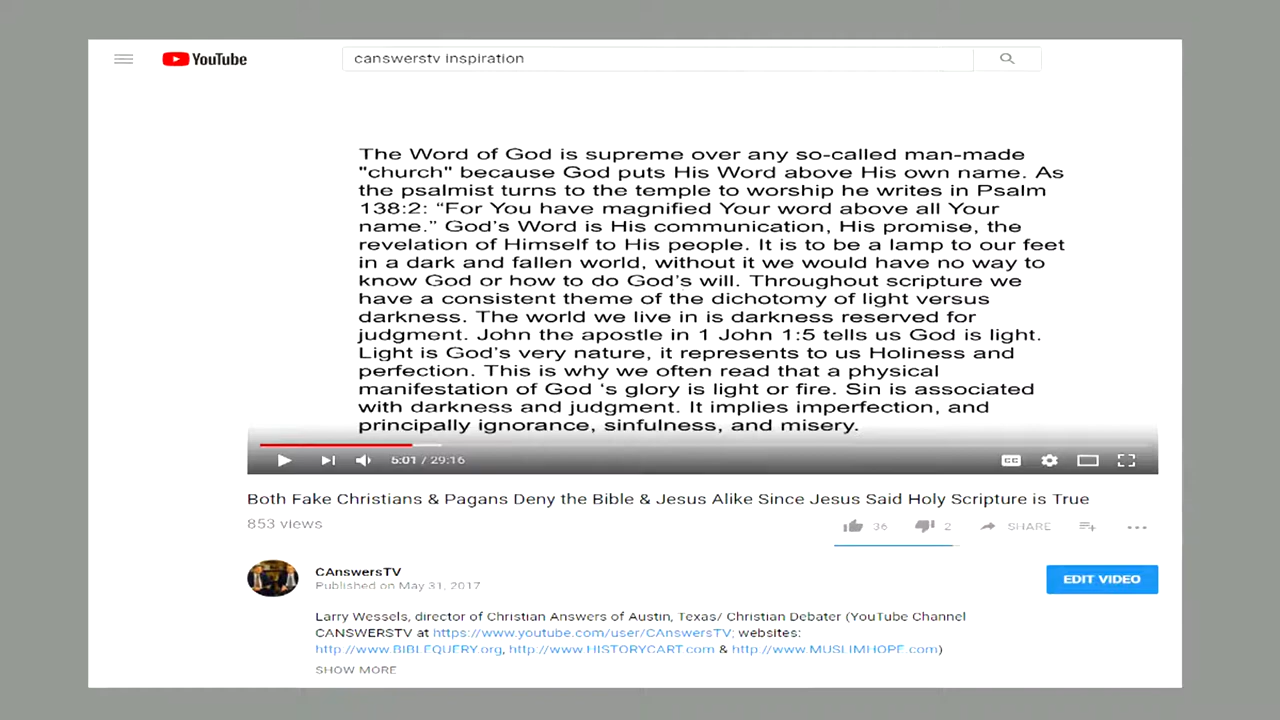 YouTube
canswerstv inspiration
The Word of God is supreme over any so-called man-made
"church" because God puts His Word above His own name. As
the psalmist turns to the temple to worship he writes in Psalm
138:2: “For You have magnified Your word above all Your
name.” God’s Word is His communication, His promise, the
revelation of Himself to His people. It is to be a lamp to our feet
in a dark and fallen world, without it we would have no way to
know God or how to do God’s will. Throughout scripture we
have a consistent theme of the dichotomy of light versus
darkness. The world we live in is darkness reserved for
judgment. John the apostle in 1 John 1:5 tells us God is light.
Light is God’s very nature, it represents to us Holiness and
perfection. This is why we often read that a physical
manifestation of God ‘s glory is light or fire. Sin is associated
with darkness and judgment. It implies imperfection, and
principally ignorance, sinfulness, and misery.
5:01 / 29:16
CC
Both Fake Christians & Pagans Deny the Bible & Jesus Alike Since Jesus Said Holy Scripture is True
853 views
36 2 SHARE
CAnswersTV
Published on May 31, 2017
EDIT VIDEO
Larry Wessels, director of Christian Answers of Austin, Texas/ Christian Debater (YouTube Channel
CANSWERSTV at https://www.youtube.com/user/CAnswersTV; websites:
http://www.BIBLEQUERY.org, http://www.HISTORYCART.com & http://www.MUSLIMHOPE.com)
SHOW MORE